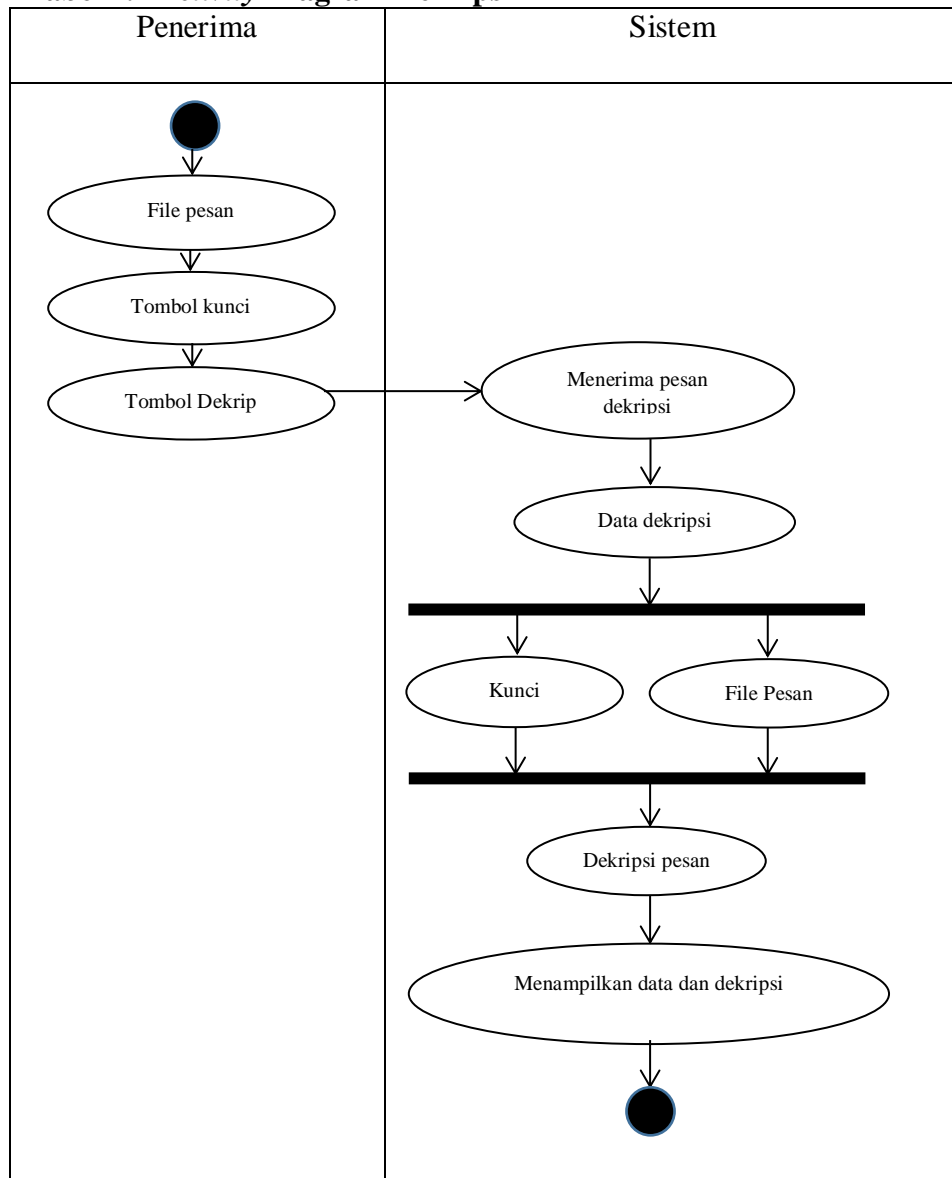 Penerima
Sistem
File pesan
Tombol kunci
Tombol Dekrip
Menerima pesan
dekripsi
Data dekripsi
Kunci
File Pesan
Dekripsi pesan
Menampilkan data dan dekripsi